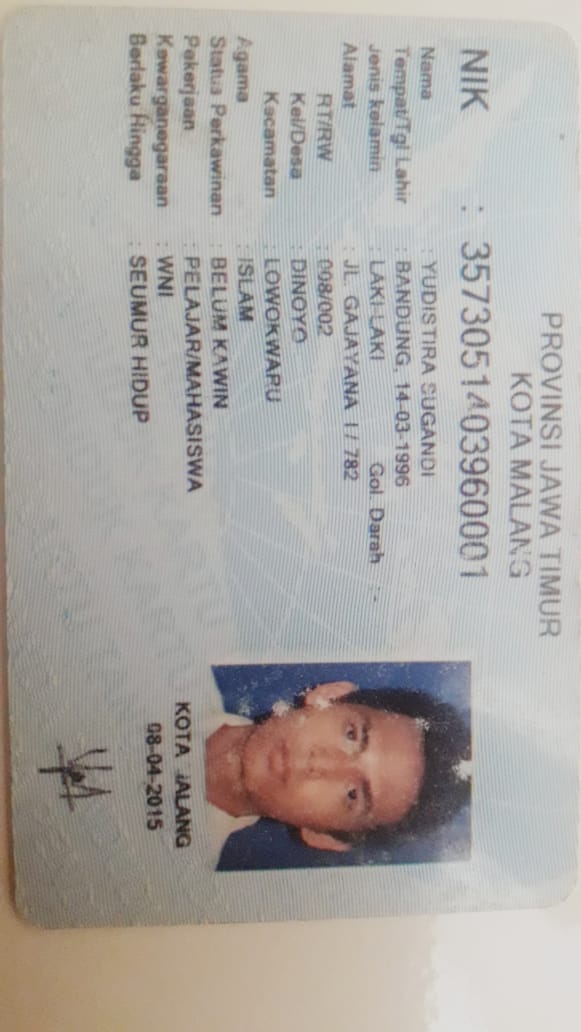 PROVINSI JAWA TIMUR
KOTA MALANG
NIK : 3573051403960001
Nama : YUDISTIRA SUGANDI
Tempat/Tgl Lahir : BANDUNG, 14-03-1996
Jenis kelamin : LAKI-LAKI Gol. Darah : -
Alamat : JL. GAJAYANA I / 782
RT/RW : 008/002
Kel/Desa : DINOYO
Kecamatan : LOWOKWARU
Agama : ISLAM
Status Perkawinan : BELUM KAWIN
Pekerjaan : PELAJAR/MAHASISWA
Kewarganegaraan : WNI
Berlaku Hingga : SEUMUR HIDUP
KOTA MALANG
08-04-2015